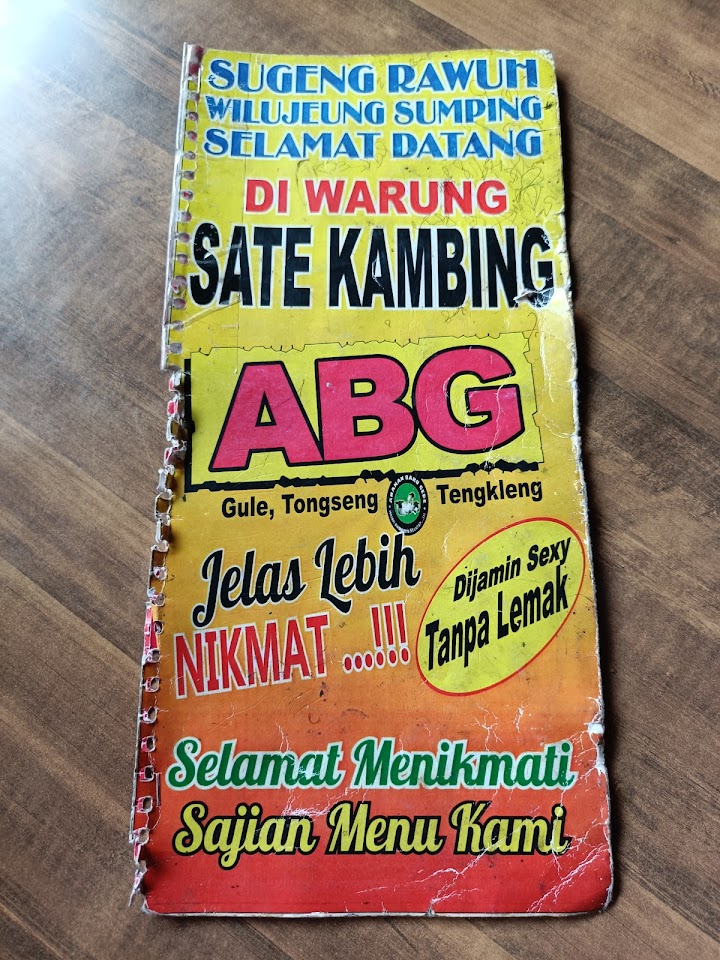 SUGENG RAWUH
WILUJEUNG SUMPING
SELAMAT DATANG
DI WARUNG
SATE KAMBING
ABG
Gule, Tongseng Tengkleng
Jelas Lebih
NIKMAT ...!!!
Dijamin Sexy
Tanpa Lemak
Selamat Menikmati
Sajian Menu Kami